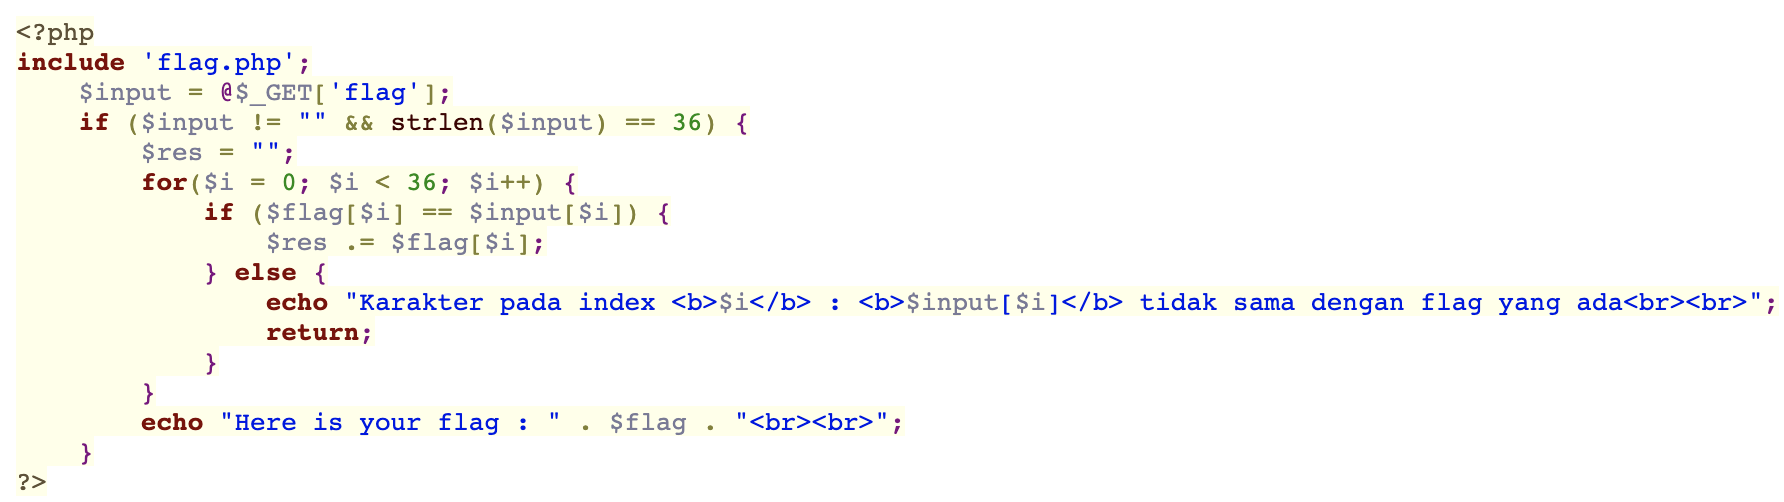 <?php
include 'flag.php';
    $input = @$_GET['flag'];
    if ($input != "" && strlen($input) == 36) {
        $res = "";
        for($i = 0; $i < 36; $i++) {
            if ($flag[$i] == $input[$i]) {
                $res .= $flag[$i];
            } else {
                echo "Karakter pada index <b>$i</b> : <b>$input[$i]</b> tidak sama dengan flag yang ada<br><br>";
                return;
            }
        }
        echo "Here is your flag : " . $flag . "<br><br>";
    }
?>